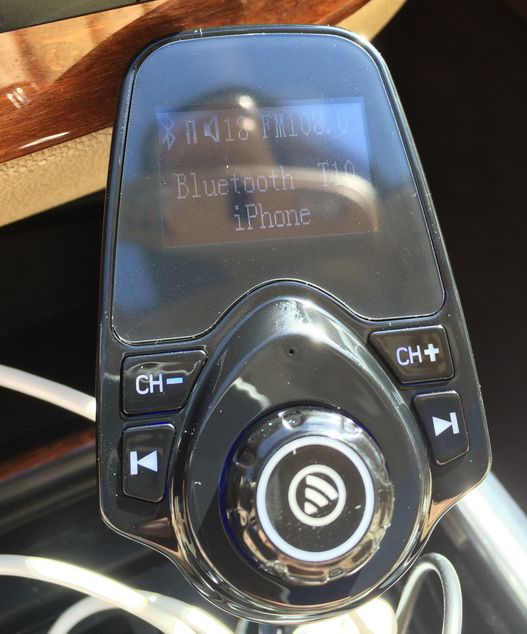 18 FM108.0
Bluetooth T10
iPhone
CH−
CH+